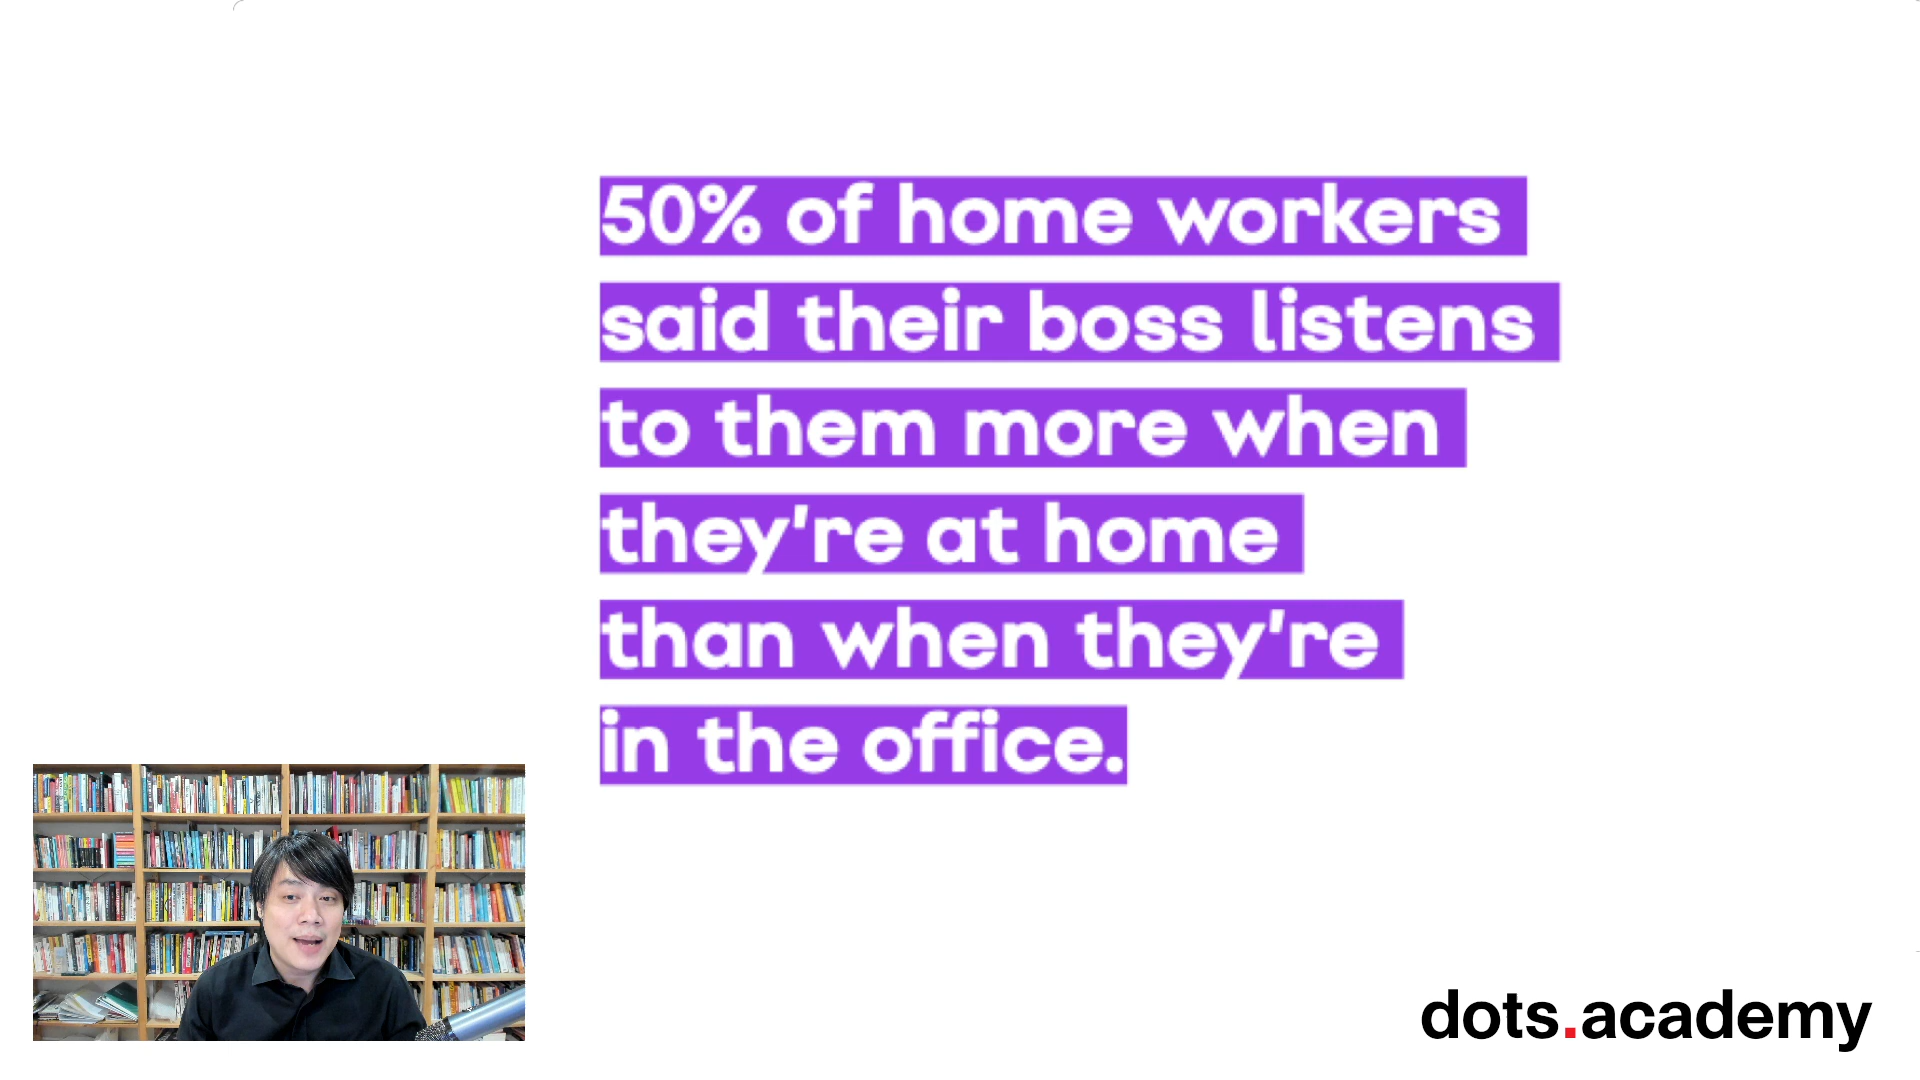 50% of home workers
said their boss listens
to them more when
they're at home
than when they're
in the office.
dots.academy